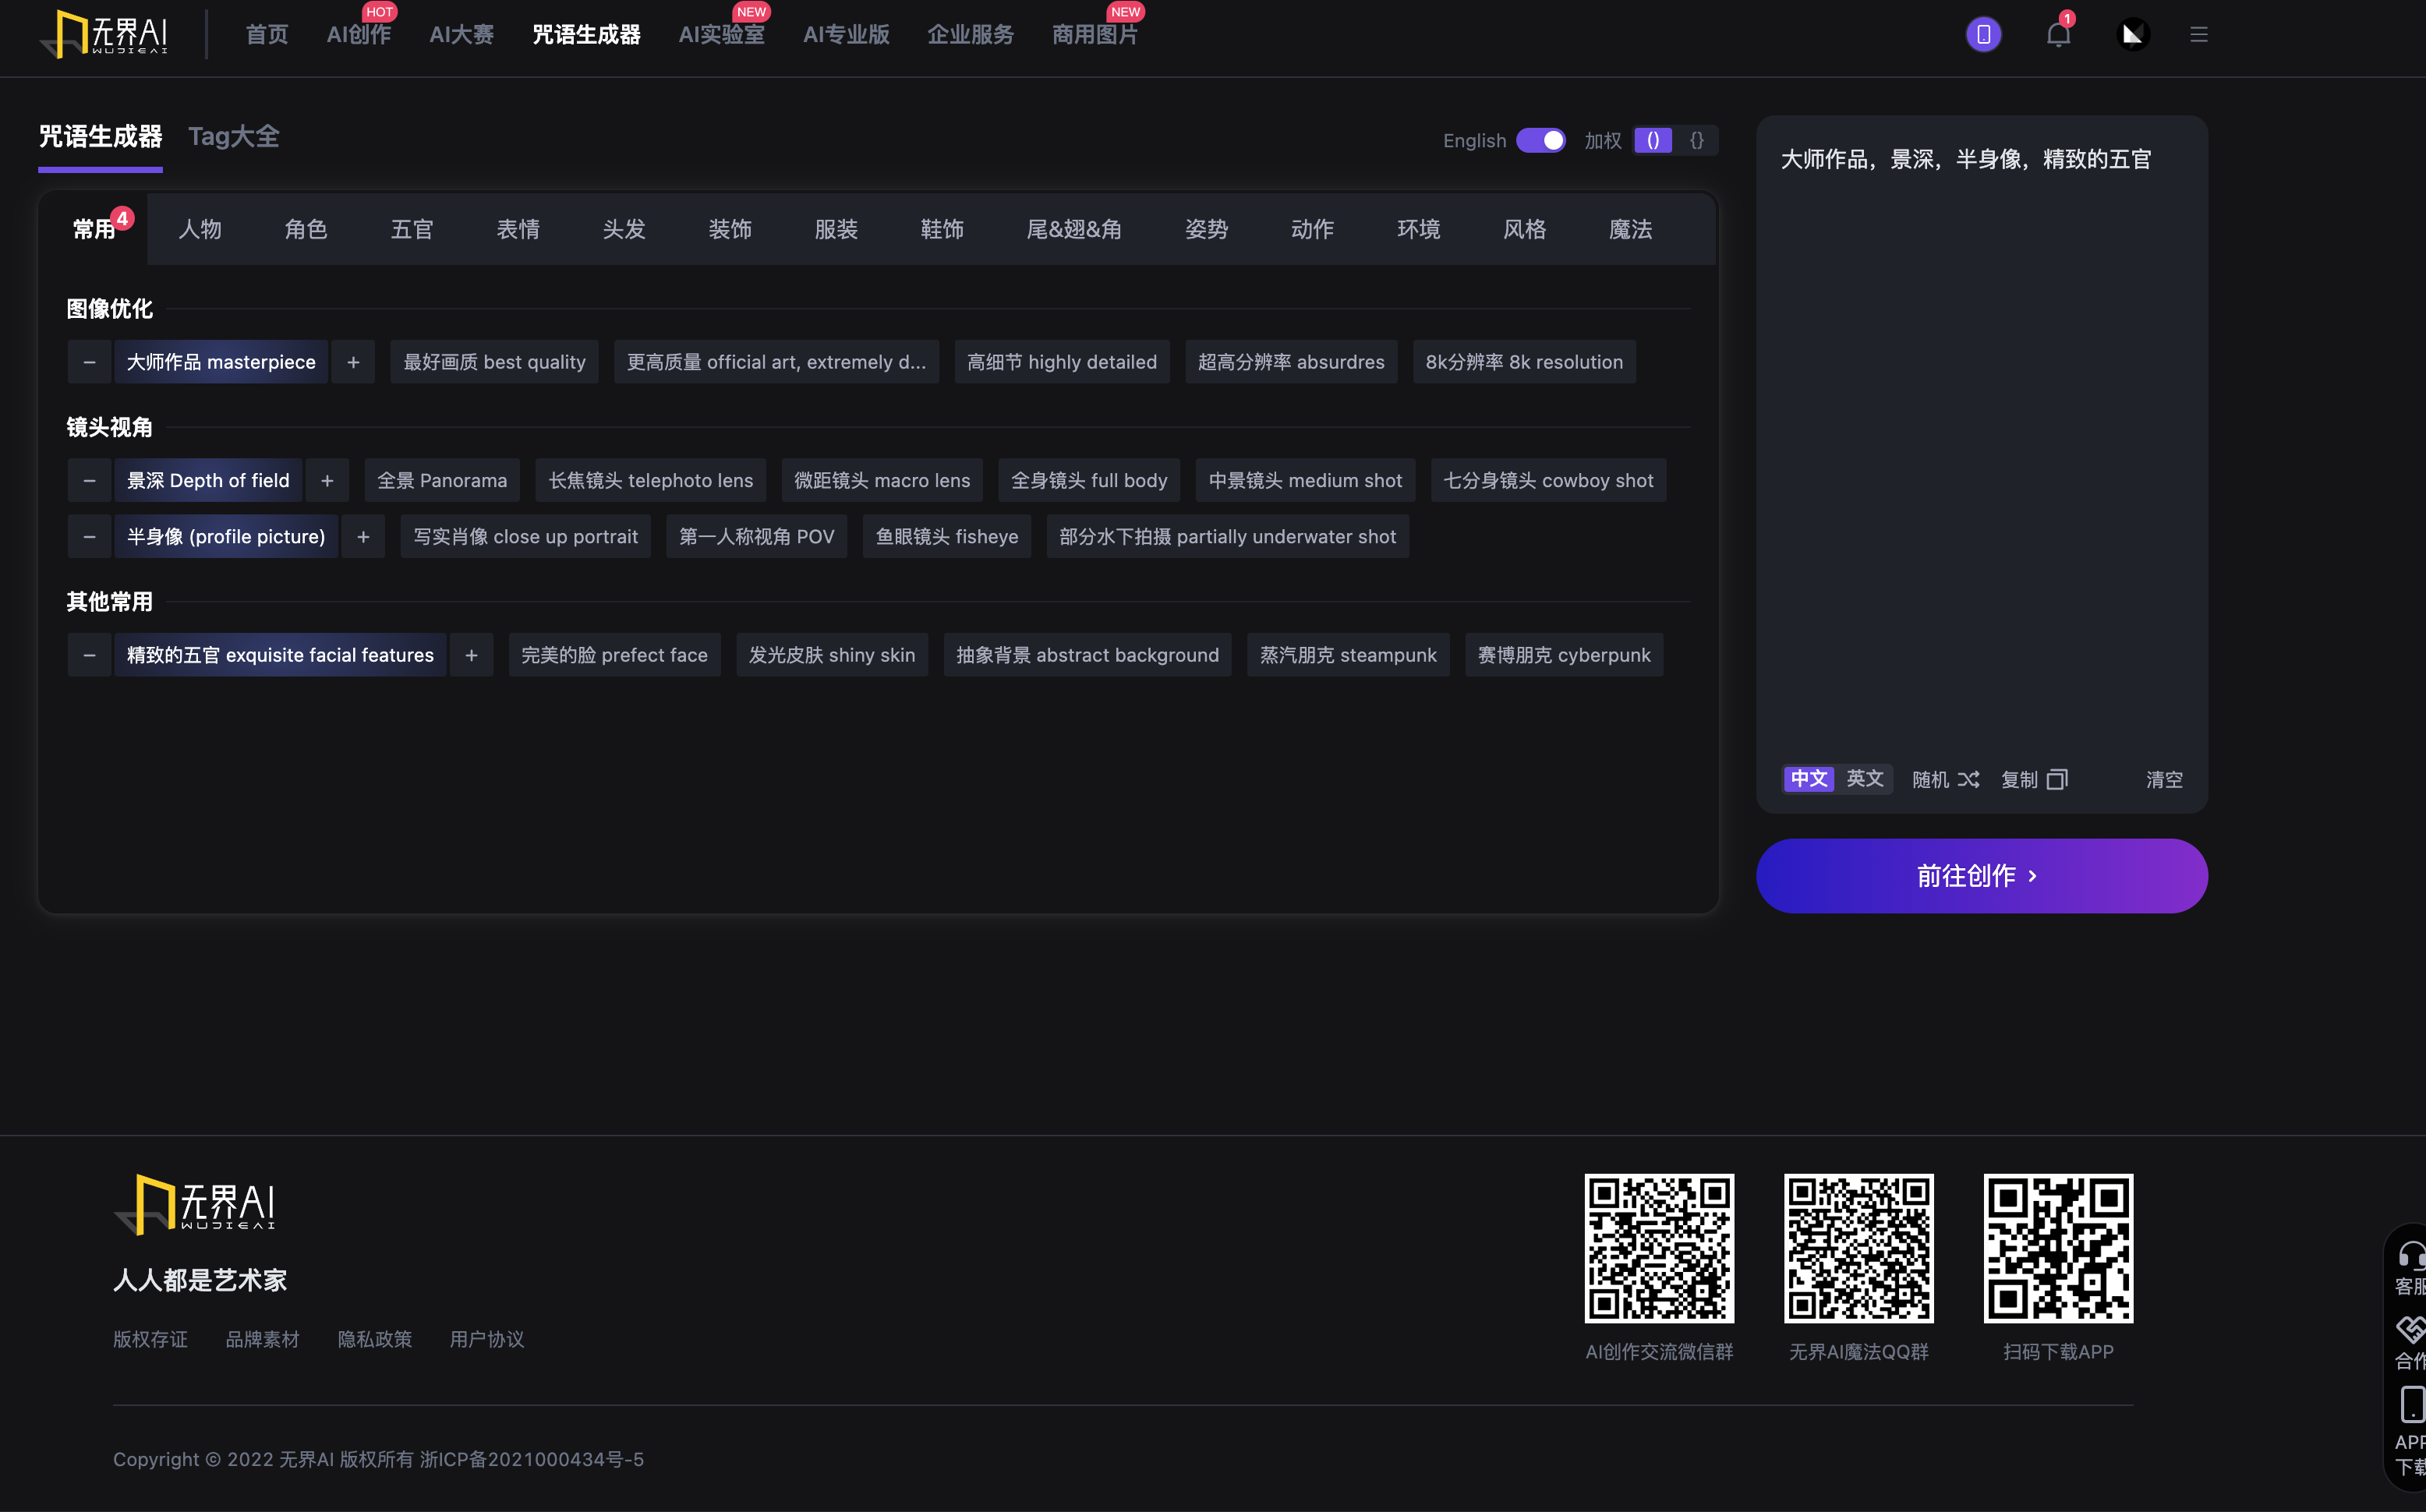 无界AI
WUJIEAI
首页
AI创作
HOT
AI大赛
咒语生成器
AI实验室
NEW
AI专业版
企业服务
商用图片
NEW
1
咒语生成器
Tag大全
English
加权
()
{}
常用
4
人物
角色
五官
表情
头发
装饰
服装
鞋饰
尾&翅&角
姿势
动作
环境
风格
魔法
图像优化
− 大师作品 masterpiece +
最好画质 best quality
更高质量 official art, extremely d...
高细节 highly detailed
超高分辨率 absurdres
8k分辨率 8k resolution
镜头视角
− 景深 Depth of field +
全景 Panorama
长焦镜头 telephoto lens
微距镜头 macro lens
全身镜头 full body
中景镜头 medium shot
七分身镜头 cowboy shot
− 半身像 (profile picture) +
写实肖像 close up portrait
第一人称视角 POV
鱼眼镜头 fisheye
部分水下拍摄 partially underwater shot
其他常用
− 精致的五官 exquisite facial features +
完美的脸 prefect face
发光皮肤 shiny skin
抽象背景 abstract background
蒸汽朋克 steampunk
赛博朋克 cyberpunk
大师作品，景深，半身像，精致的五官
中文
英文
随机
复制
清空
前往创作 ›
无界AI
WUJIEAI
人人都是艺术家
版权存证
品牌素材
隐私政策
用户协议
AI创作交流微信群
无界AI魔法QQ群
扫码下载APP
客服
合作
APP
下载
Copyright © 2022 无界AI 版权所有 浙ICP备2021000434号-5